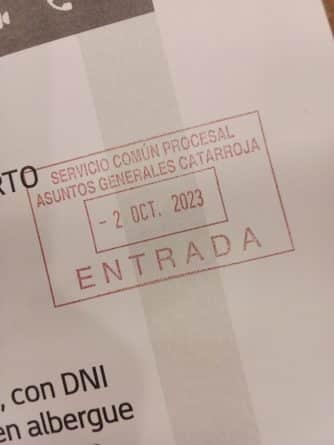 RTO
SERVICIO COMÚN PROCESAL
ASUNTOS GENERALES CATARROJA
- 2 OCT. 2023
ENTRADA
, con DNI
en albergue